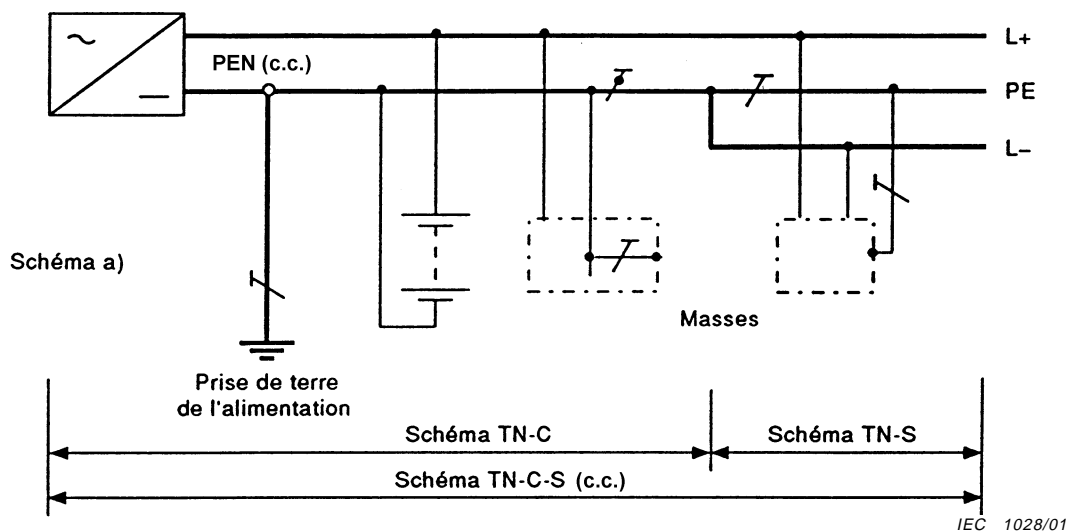 L+
PEN (c.c.)
PE
L–
Schéma a)
Masses
Prise de terre
de l'alimentation
Schéma TN-C
Schéma TN-S
Schéma TN-C-S (c.c.)
IEC 1028/01